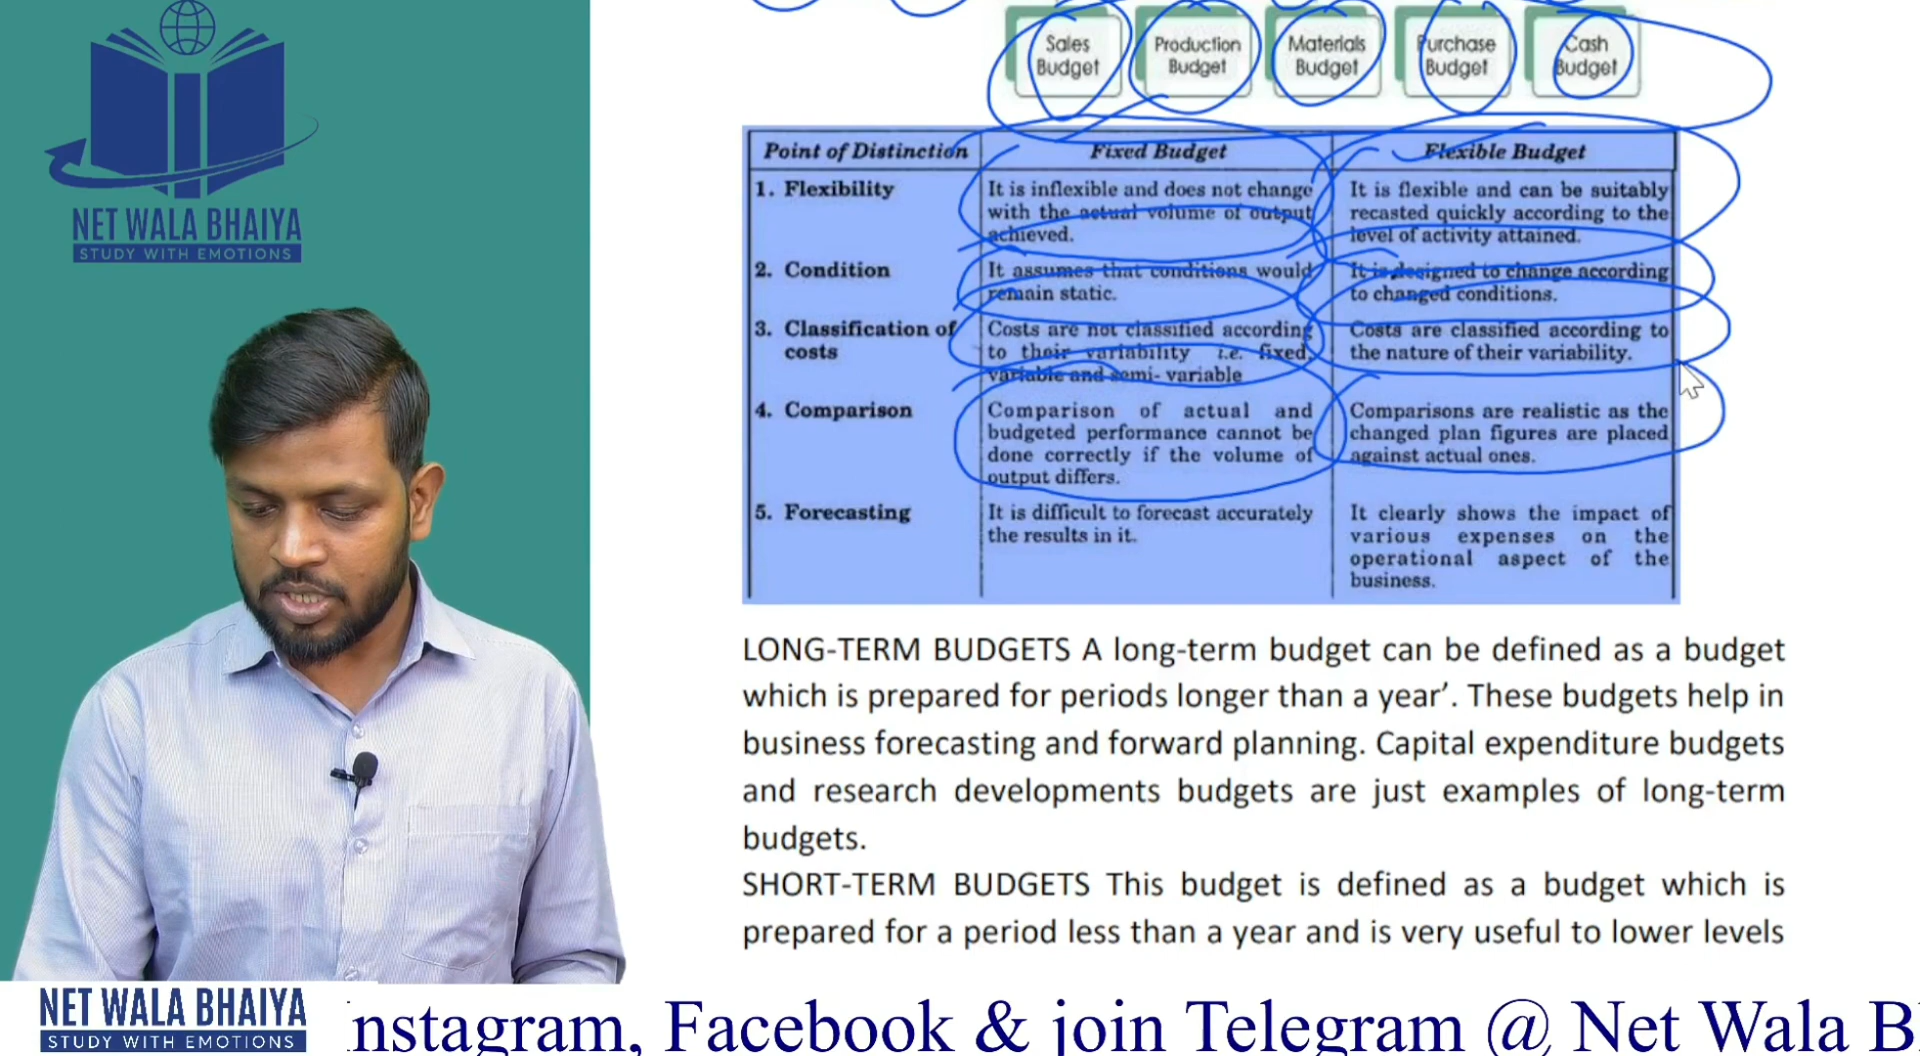 Sales Budget
Production Budget
Materials Budget
Purchase Budget
Cash Budget
NET WALA BHAIYA
STUDY WITH EMOTIONS
Point of Distinction Fixed Budget Flexible Budget
1. Flexibility
It is inflexible and does not change
with the actual volume of output
achieved.
It is flexible and can be suitably
recasted quickly according to the
level of activity attained.
2. Condition
It assumes that conditions would
remain static.
It is designed to change according
to changed conditions.
3. Classification of
costs
Costs are not classified according
to their variability i.e. fixed,
variable and semi- variable
Costs are classified according to
the nature of their variability.
4. Comparison
Comparison of actual and
budgeted performance cannot be
done correctly if the volume of
output differs.
Comparisons are realistic as the
changed plan figures are placed
against actual ones.
5. Forecasting
It is difficult to forecast accurately
the results in it.
It clearly shows the impact of
various expenses on the
operational aspect of the
business.
LONG-TERM BUDGETS A long-term budget can be defined as a budget
which is prepared for periods longer than a year’. These budgets help in
business forecasting and forward planning. Capital expenditure budgets
and research developments budgets are just examples of long-term
budgets.
SHORT-TERM BUDGETS This budget is defined as a budget which is
prepared for a period less than a year and is very useful to lower levels
NET WALA BHAIYA
STUDY WITH EMOTIONS
nstagram, Facebook & join Telegram @ Net Wala B